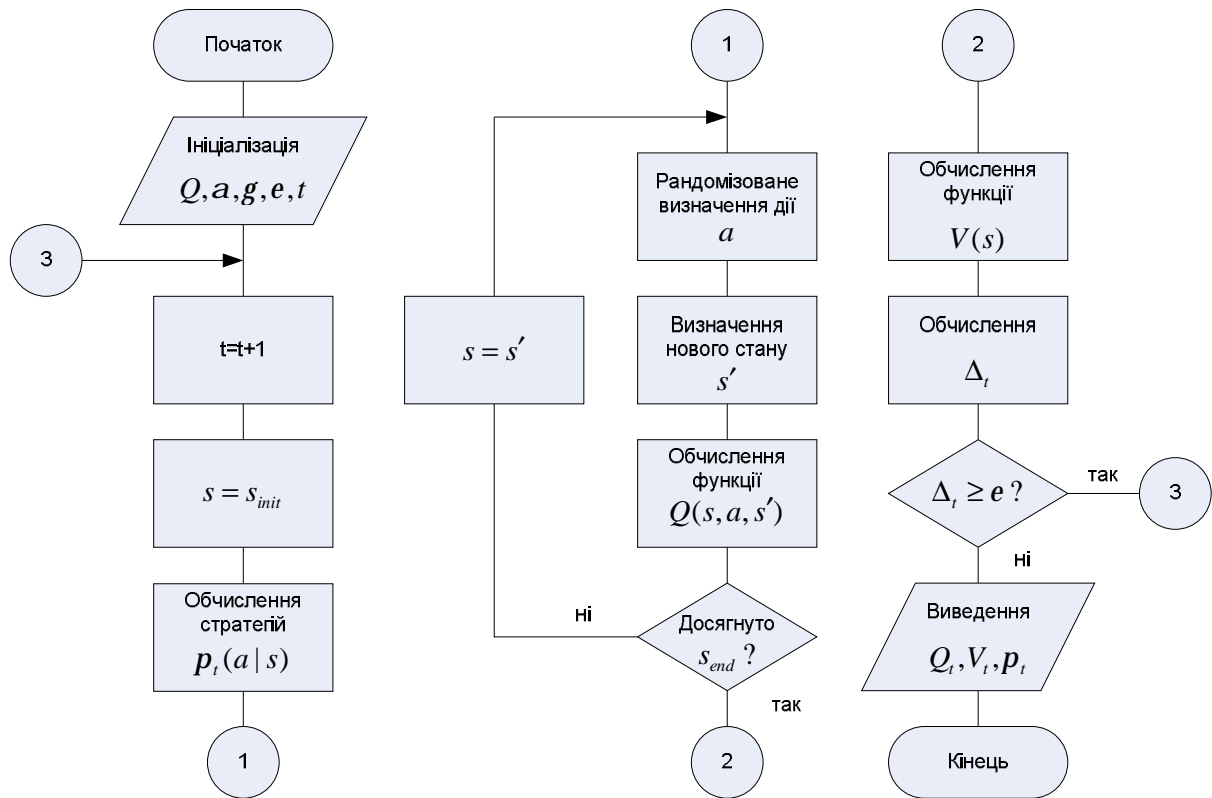 Початок
Ініціалізація
Q, a, g, e, t
3
t=t+1
s = s_init
Обчислення
стратегій
p_t (a | s)
1
1
Рандомізоване
визначення дії
a
s = s′
Визначення
нового стану
s′
Обчислення
функції
Q(s, a, s′)
ні
Досягнуто
s_end ?
так
2
2
Обчислення
функції
V(s)
Обчислення
Δ_t
Δ_t ≥ e ?
так
3
ні
Виведення
Q_t, V_t, p_t
Кінець